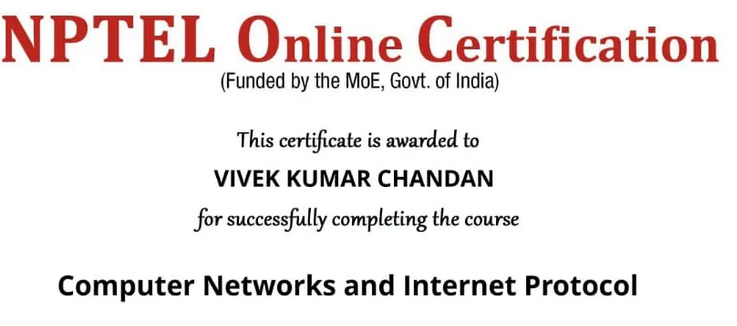 NPTEL Online Certification
(Funded by the MoE, Govt. of India)
This certificate is awarded to
VIVEK KUMAR CHANDAN
for successfully completing the course
Computer Networks and Internet Protocol